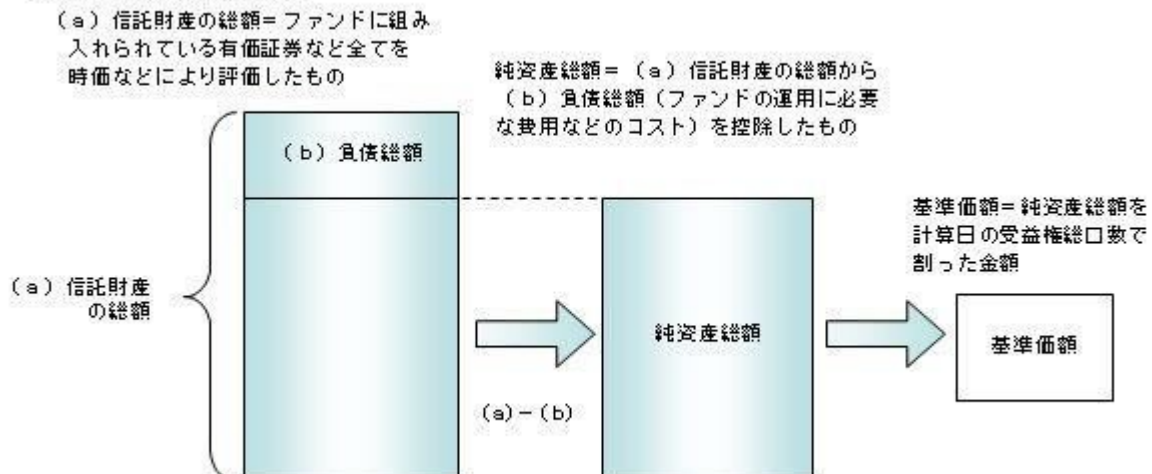 (a)信託財産の総額=ファンドに組み
入れられている有価証券など全てを
時価などにより評価したもの
純資産総額=(a)信託財産の総額から
(b)負債総額(ファンドの運用に必要
な費用などのコスト)を控除したもの
(b)負債総額
基準価額=純資産総額を
計算日の受益権総口数で
割った金額
(a)信託財産
の総額
純資産総額
基準価額
(a)-(b)